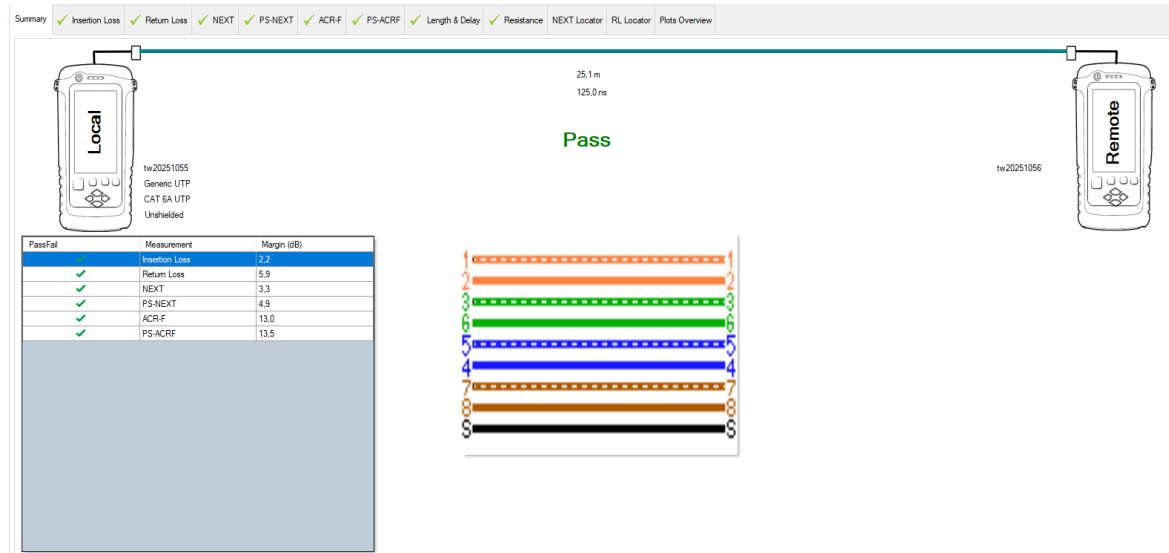 Summary Insertion Loss Return Loss NEXT PS-NEXT ACR-F PS-ACRF Length & Delay Resistance NEXT Locator RL Locator Plots Overview
25,1 m
125,0 ns
Local
Remote
Pass
tw20251055
Generic UTP
CAT 6A UTP
Unshielded
tw20251056
PassFail Measurement Margin (dB)
Insertion Loss 2,2
Return Loss 5,9
NEXT 3,3
PS-NEXT 4,9
ACR-F 13,0
PS-ACRF 13,5
1 1
2 2
3 3
6 6
5 5
4 4
7 7
8 8
S S